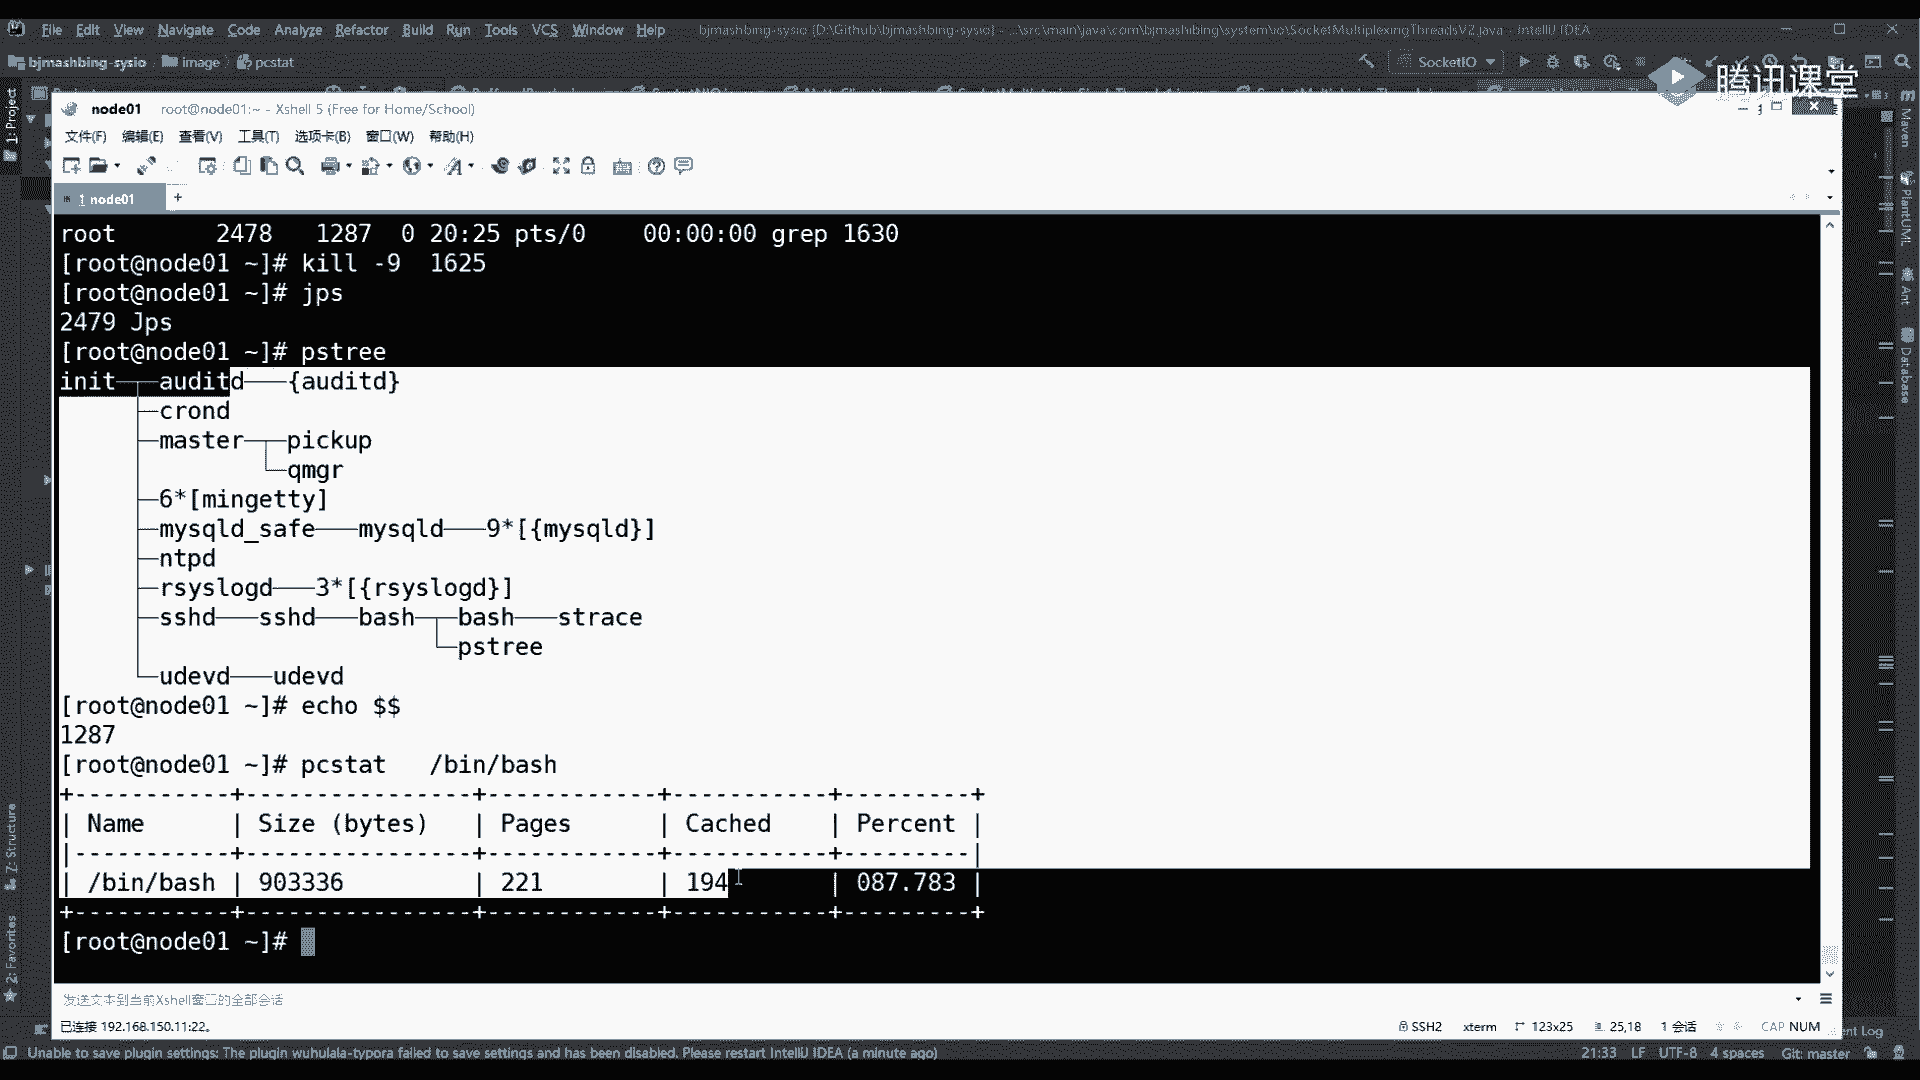 File Edit View Navigate Code Analyze Refactor Build Run Tools VCS Window Help bjmashbing-sysio [D:\Github\bjmashbing-sysio] - ...\src\main\java\com\bjmashibing\system\io\SocketMultiplexingThreadsV2.java - IntelliJ IDEA
bjmashbing-sysio image pcstat SocketIO
腾讯课堂
node01 root@node01:~ - Xshell 5 (Free for Home/School)
文件(F) 编辑(E) 查看(V) 工具(T) 选项卡(B) 窗口(W) 帮助(H)
1 node01 +
root 2478 1287 0 20:25 pts/0 00:00:00 grep 1630
[root@node01 ~]# kill -9 1625
[root@node01 ~]# jps
2479 Jps
[root@node01 ~]# pstree
init─┬─auditd───{auditd}
├─crond
├─master─┬─pickup
└─qmgr
├─6*[mingetty]
├─mysqld_safe───mysqld───9*[{mysqld}]
├─ntpd
├─rsyslogd───3*[{rsyslogd}]
├─sshd───sshd───bash─┬─bash───strace
└─pstree
└─udevd───udevd
[root@node01 ~]# echo $$
1287
[root@node01 ~]# pcstat /bin/bash
+-----------+----------------+------------+-----------+---------+
| Name | Size (bytes) | Pages | Cached | Percent |
|-----------+----------------+------------+-----------+---------|
| /bin/bash | 903336 | 221 | 194 | 087.783 |
+-----------+----------------+------------+-----------+---------+
[root@node01 ~]#
发送文本到当前Xshell窗口的全部会话
已连接 192.168.150.11:22。 SSH2 xterm 123x25 25,18 1 会话 CAP NUM
Unable to save plugin settings: The plugin wuhulala-typora failed to save settings and has been disabled. Please restart IntelliJ IDEA (a minute ago) 21:33 LF UTF-8 4 spaces Git: master
1: Project
Z: Structure
2: Favorites
Maven
PlantUML
Ant
Database